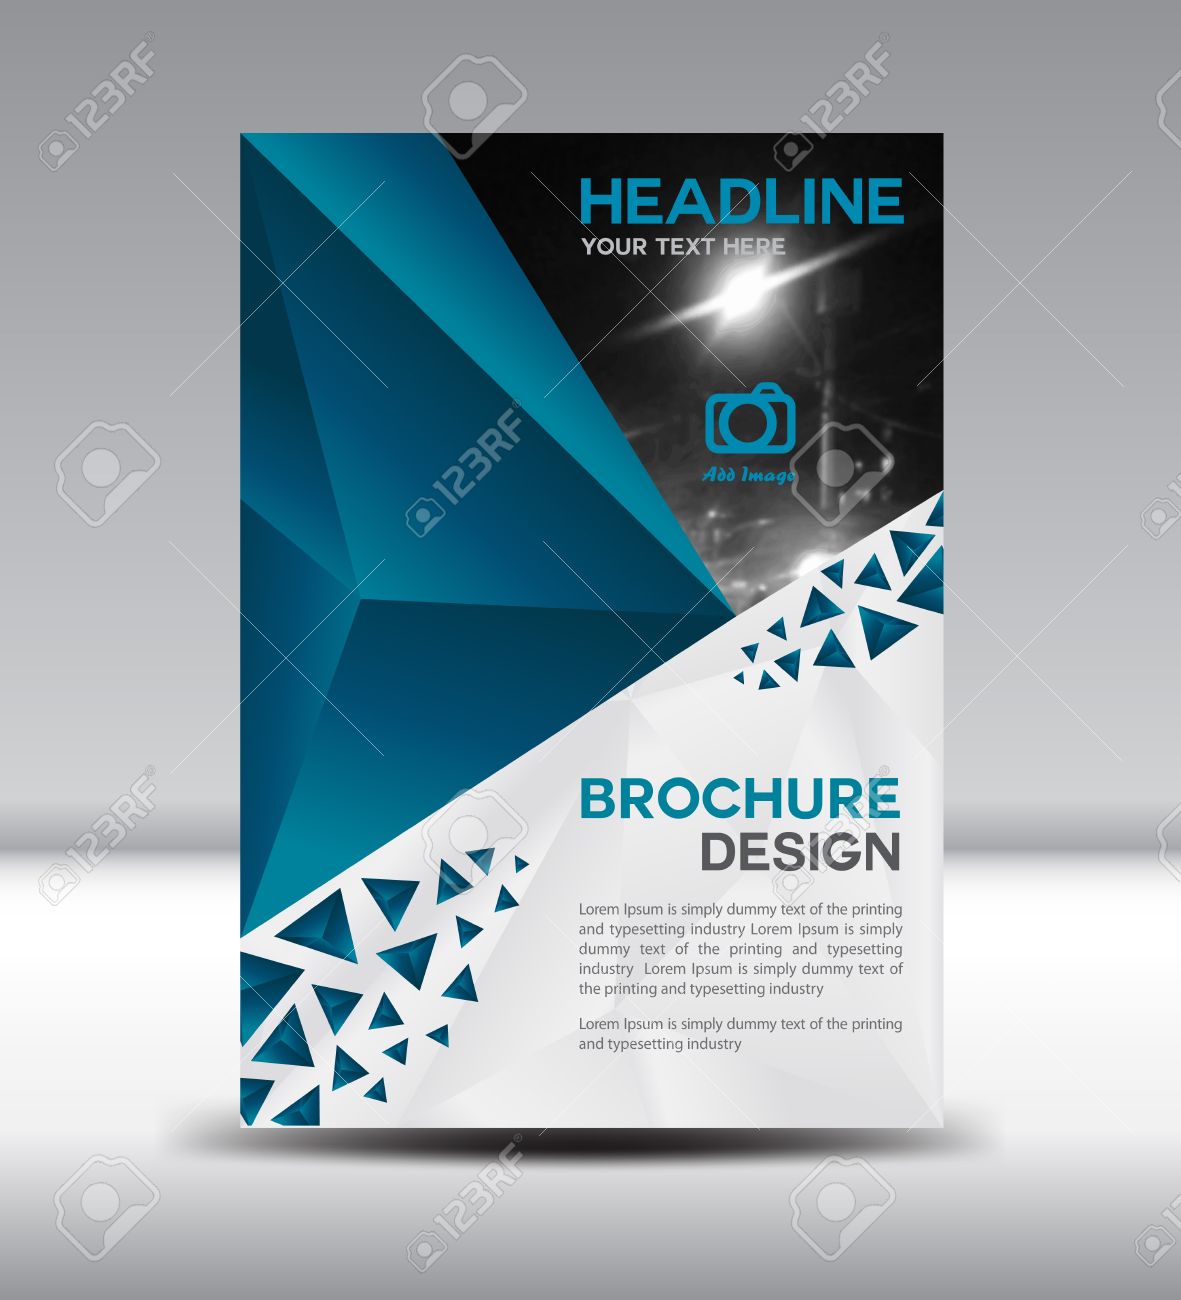 HEADLINE
YOUR TEXT HERE
Add Image
BROCHURE
DESIGN
Lorem Ipsum is simply dummy text of the printing
and typesetting industry Lorem Ipsum is simply
dummy text of the printing and typesetting
industry Lorem Ipsum is simply dummy text of
the printing and typesetting industry
Lorem Ipsum is simply dummy text of the printing
and typesetting industry
123RF
123RF
123RF
123RF
123RF
123RF
123RF
123RF
123RF
123RF